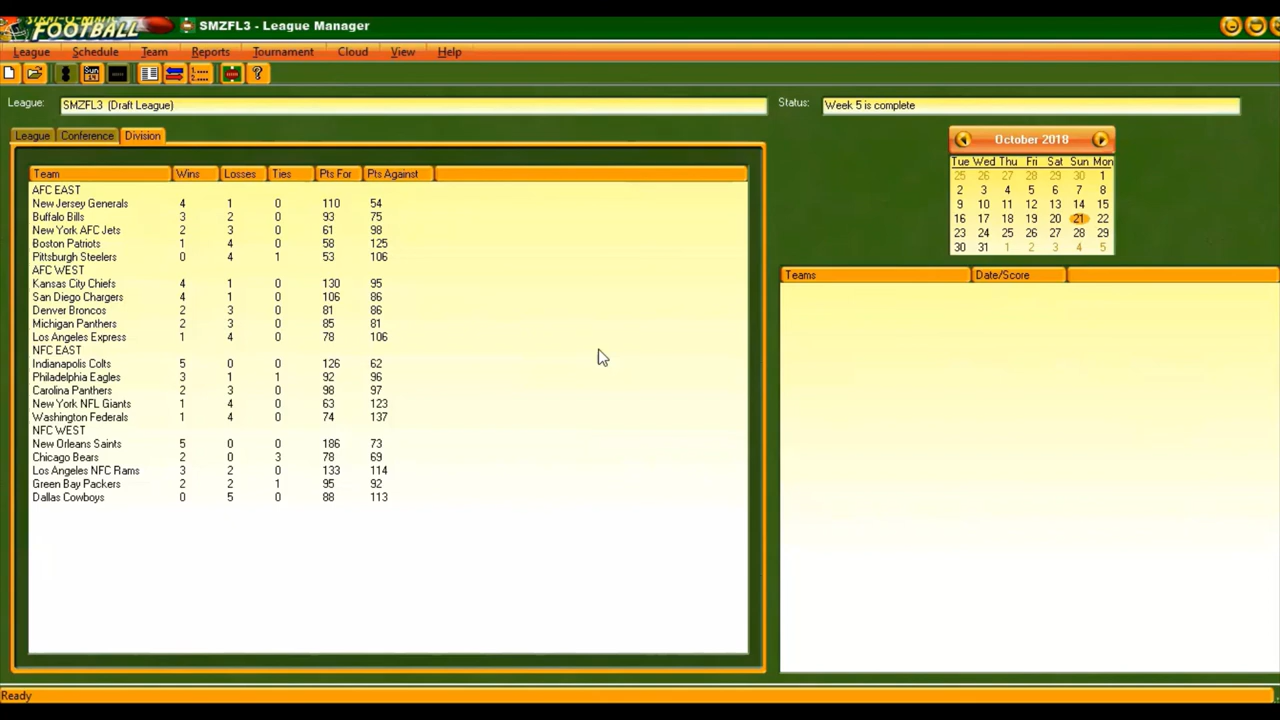 STRAT-O-MATIC
FOOTBALL
SMZFL3 - League Manager
League Schedule Team Reports Tournament Cloud View Help
League: SMZFL3 (Draft League) Status: Week 5 is complete
League Conference Division
Team Wins Losses Ties Pts For Pts Against
AFC EAST
New Jersey Generals 4 1 0 110 54
Buffalo Bills 3 2 0 93 75
New York AFC Jets 2 3 0 61 98
Boston Patriots 1 4 0 58 125
Pittsburgh Steelers 0 4 1 53 106
AFC WEST
Kansas City Chiefs 4 1 0 130 95
San Diego Chargers 4 1 0 106 86
Denver Broncos 2 3 0 81 86
Michigan Panthers 2 3 0 85 81
Los Angeles Express 1 4 0 78 106
NFC EAST
Indianapolis Colts 5 0 0 126 62
Philadelphia Eagles 3 1 1 92 96
Carolina Panthers 2 3 0 98 97
New York NFL Giants 1 4 0 63 123
Washington Federals 1 4 0 74 137
NFC WEST
New Orleans Saints 5 0 0 186 73
Chicago Bears 2 0 3 78 69
Los Angeles NFC Rams 3 2 0 133 114
Green Bay Packers 2 2 1 95 92
Dallas Cowboys 0 5 0 88 113
October 2018
Tue Wed Thu Fri Sat Sun Mon
25 26 27 28 29 30 1
2 3 4 5 6 7 8
9 10 11 12 13 14 15
16 17 18 19 20 21 22
23 24 25 26 27 28 29
30 31 1 2 3 4 5
Teams Date/Score
Ready